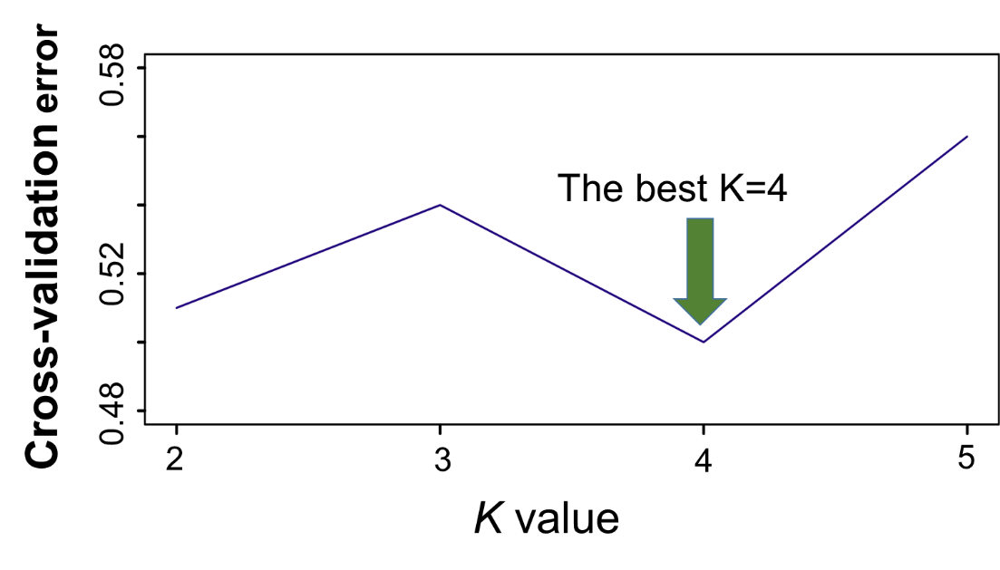 Cross-validation error
0.58
0.52
0.48
The best K=4
2
3
4
5
K value